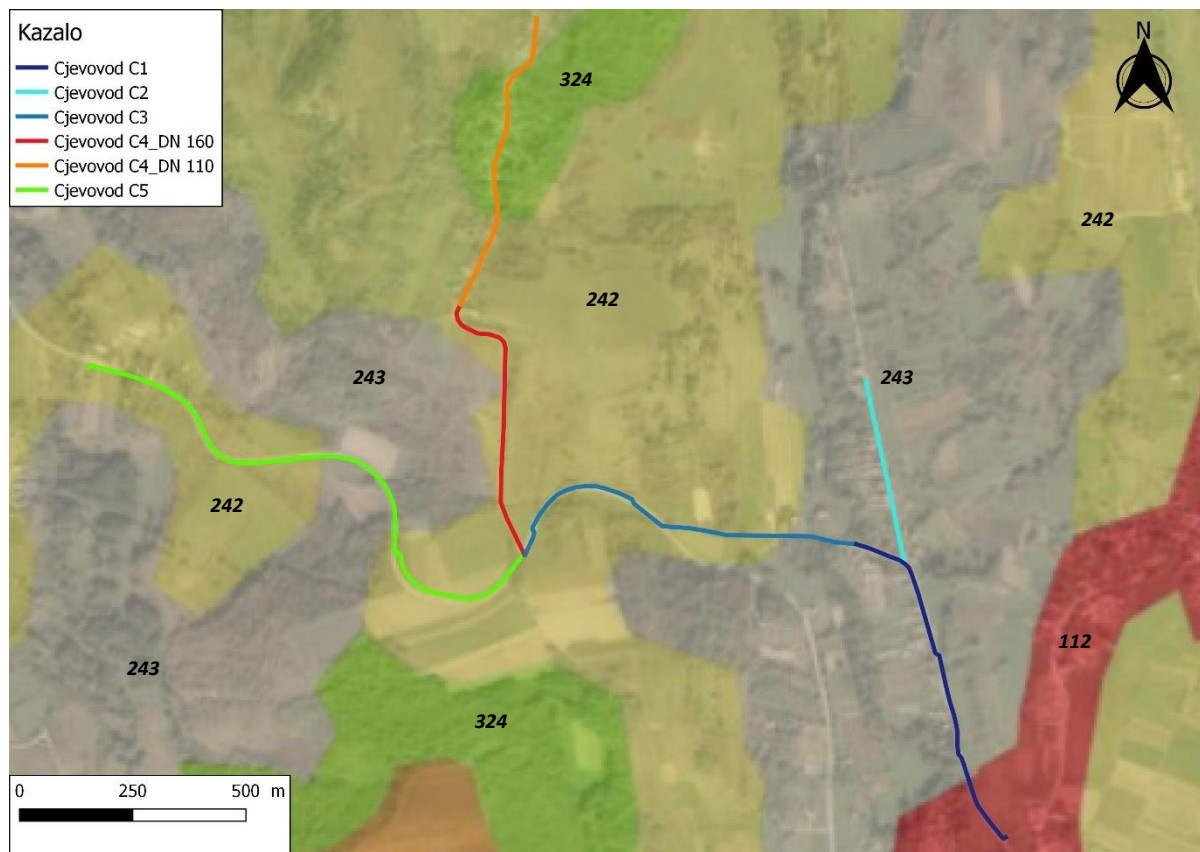 Kazalo
Cjevovod C1
Cjevovod C2
Cjevovod C3
Cjevovod C4_DN 160
Cjevovod C4_DN 110
Cjevovod C5
N
324
242
242
243
243
242
112
243
324
0 250 500 m